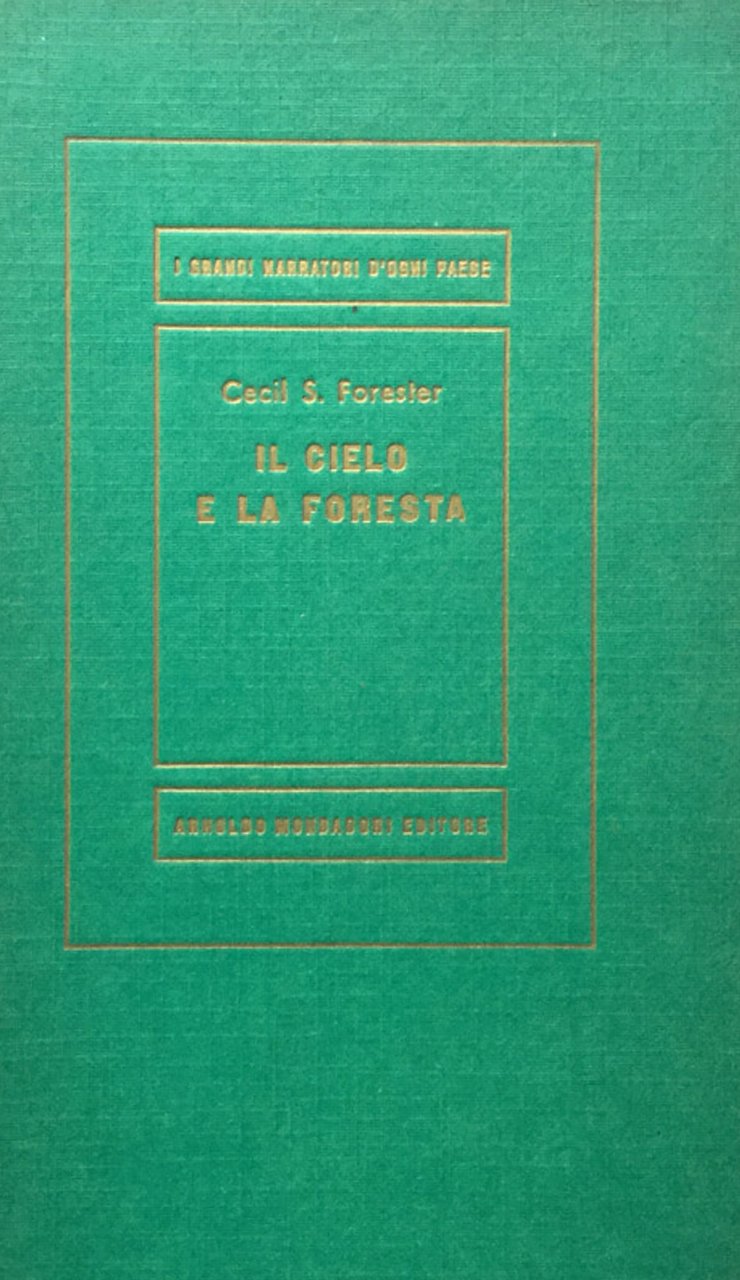 I GRANDI NARRATORI D'OGNI PAESE
Cecil S. Forester
IL CIELO
E LA FORESTA
ARNOLDO MONDADORI EDITORE